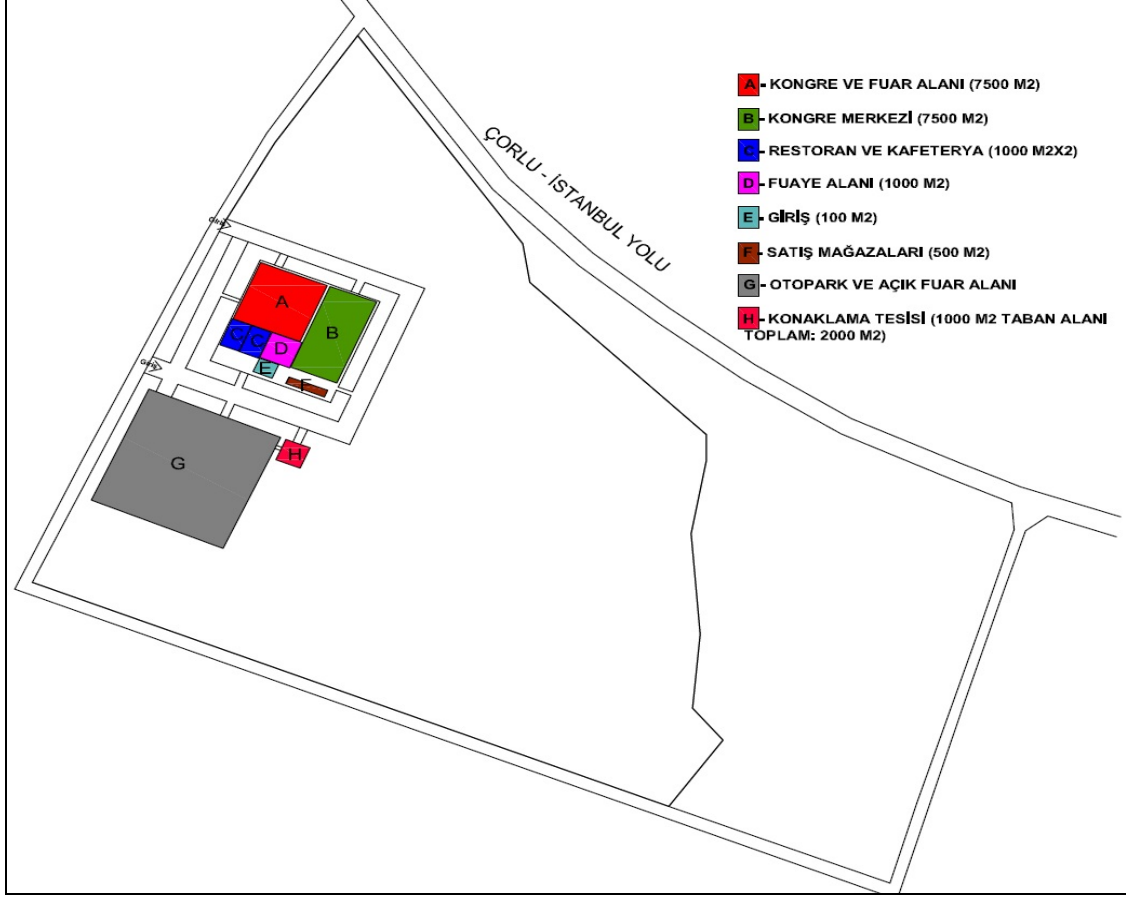 A - KONGRE VE FUAR ALANI (7500 M2)
B - KONGRE MERKEZİ (7500 M2)
C - RESTORAN VE KAFETERYA (1000 M2X2)
D - FUAYE ALANI (1000 M2)
E - GİRİŞ (100 M2)
F - SATIŞ MAĞAZALARI (500 M2)
G - OTOPARK VE AÇIK FUAR ALANI
H - KONAKLAMA TESİSİ (1000 M2 TABAN ALANI
TOPLAM: 2000 M2)
ÇORLU - İSTANBUL YOLU
Giriş
A
B
C C D
Giriş
E
F
H
G